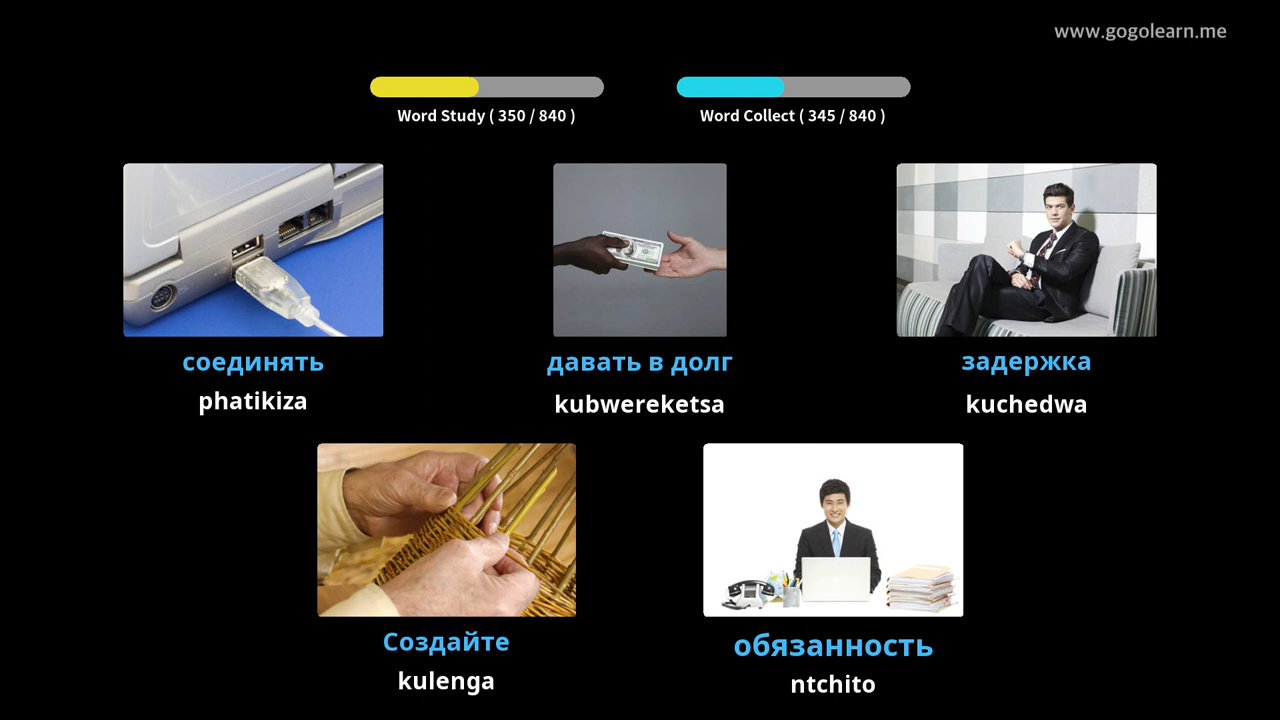 www.gogolearn.me
Word Study ( 350 / 840 )
Word Collect ( 345 / 840 )
соединять
phatikiza
давать в долг
kubwereketsa
задержка
kuchedwa
Создайте
kulenga
обязанность
ntchito